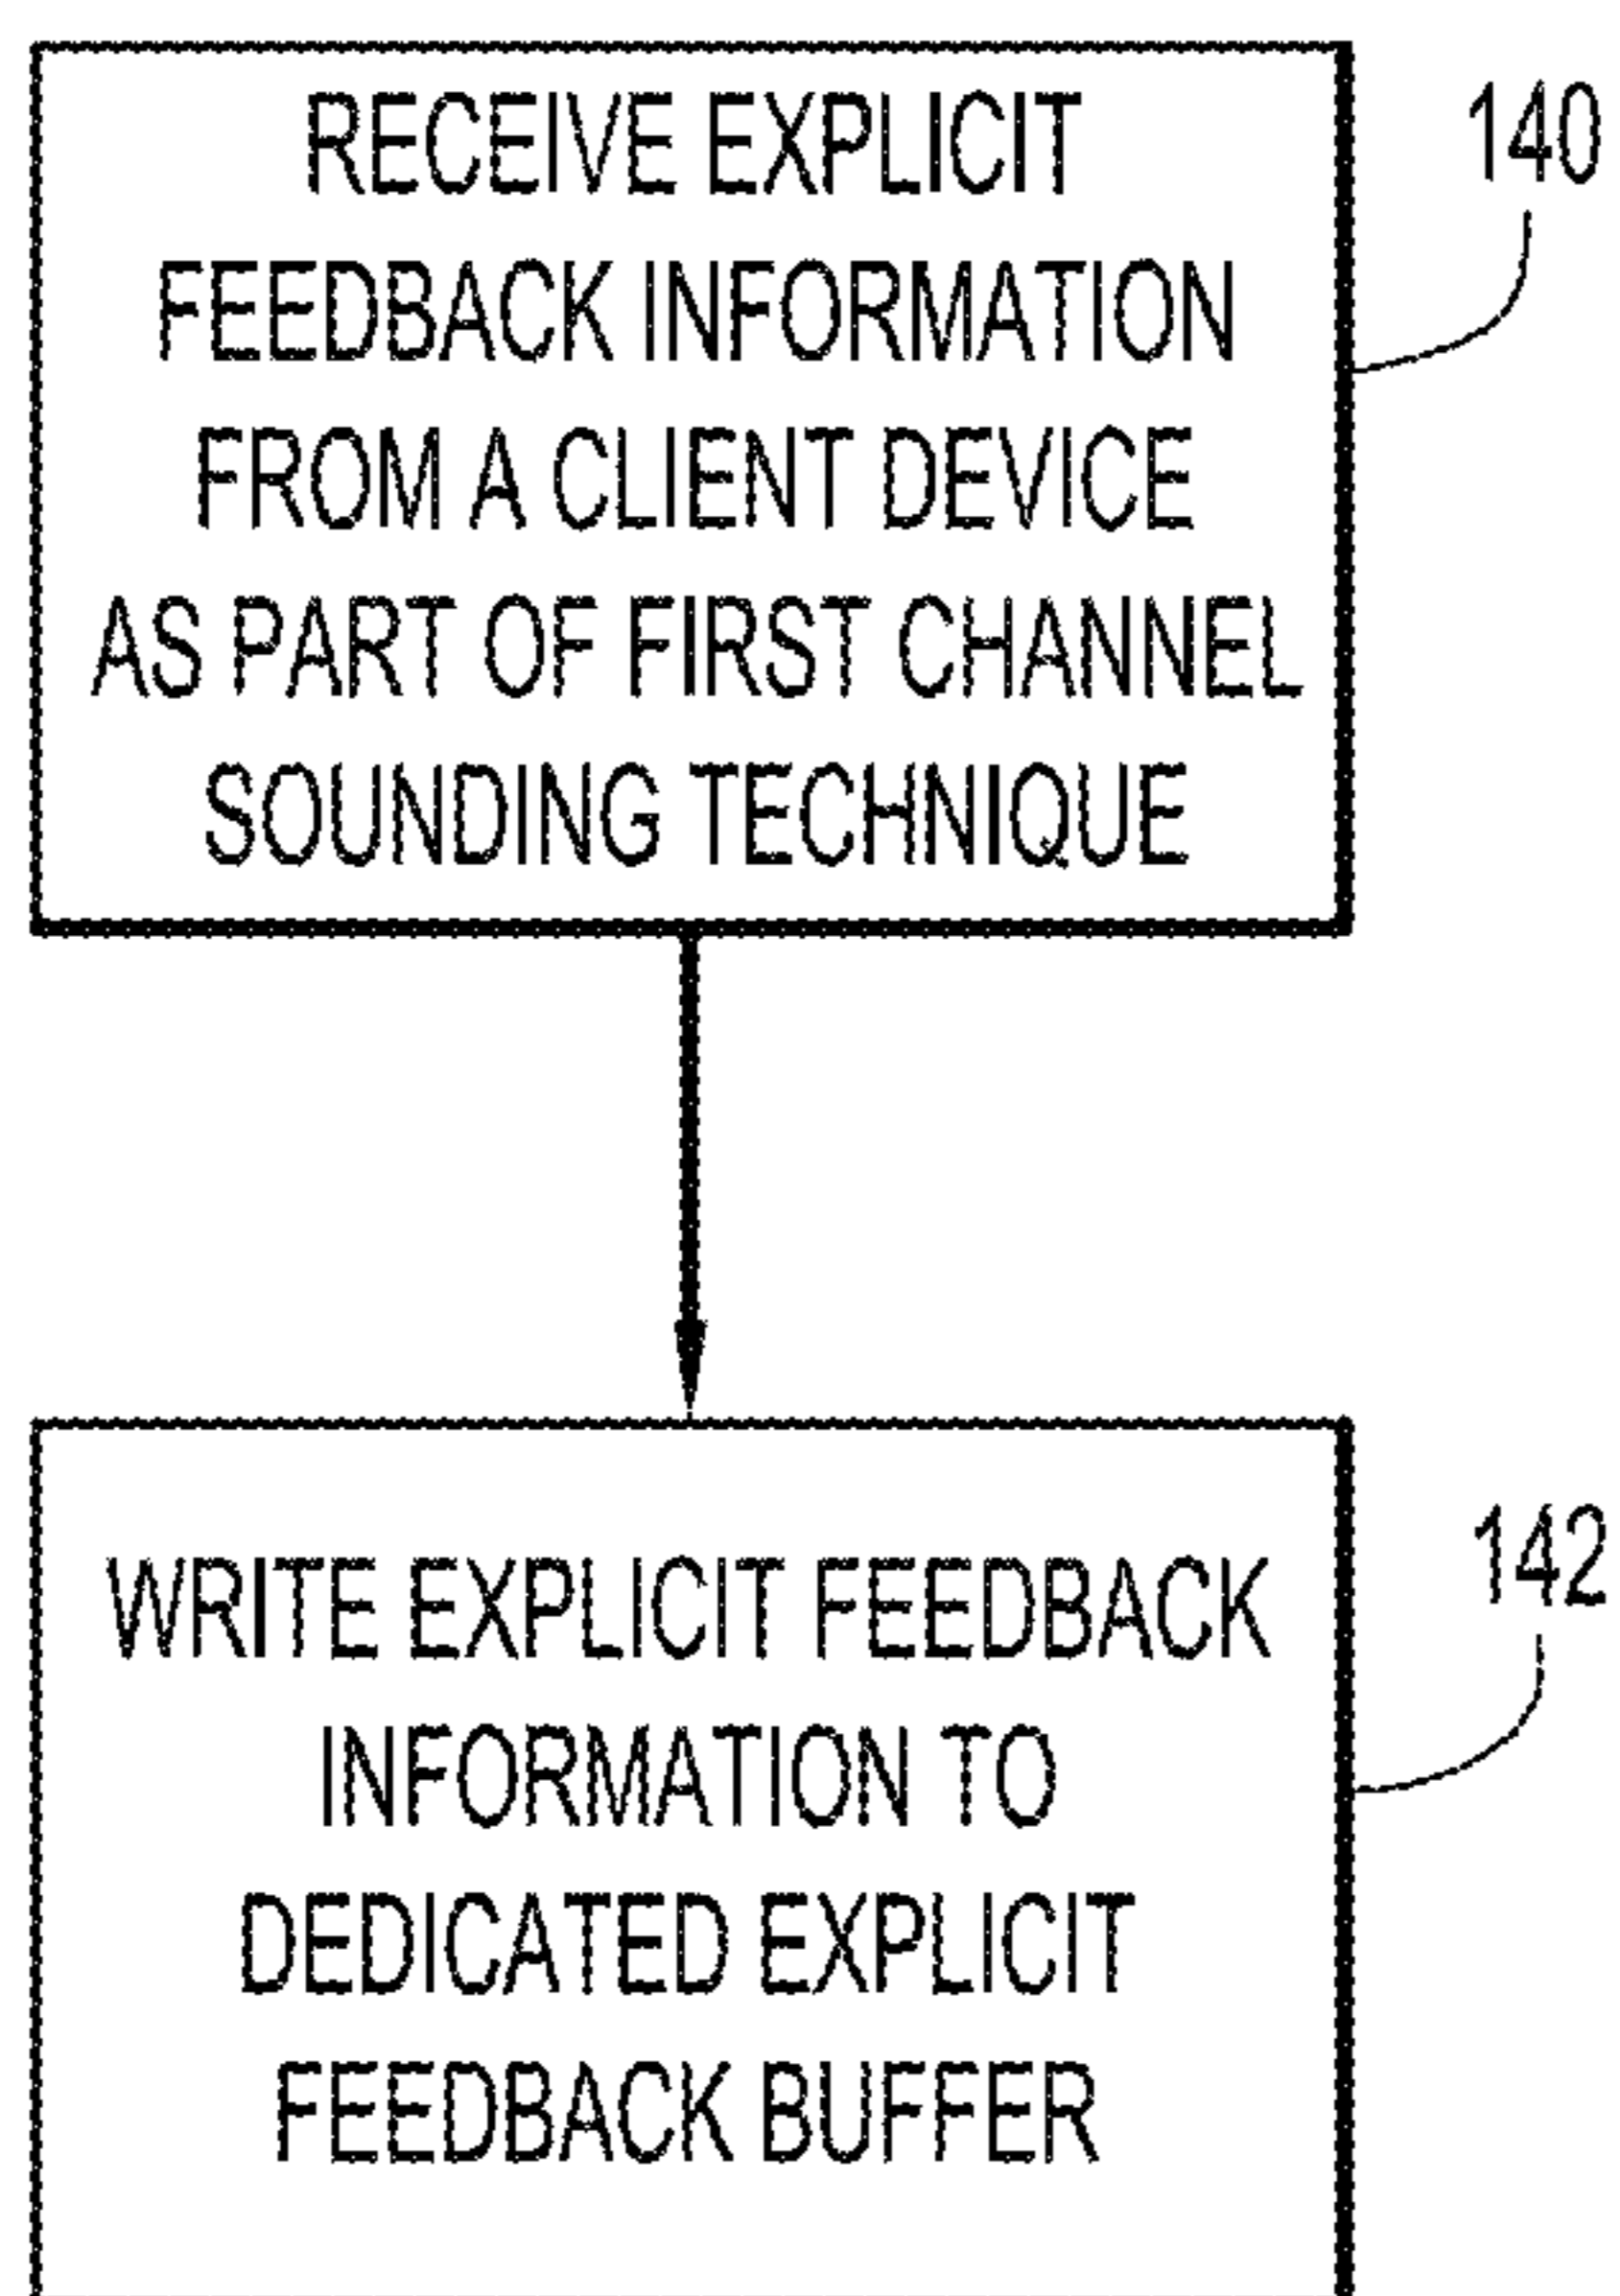 RECEIVE EXPLICIT
FEEDBACK INFORMATION
FROM A CLIENT DEVICE
AS PART OF FIRST CHANNEL
SOUNDING TECHNIQUE
140
WRITE EXPLICIT FEEDBACK
INFORMATION TO
DEDICATED EXPLICIT
FEEDBACK BUFFER
142